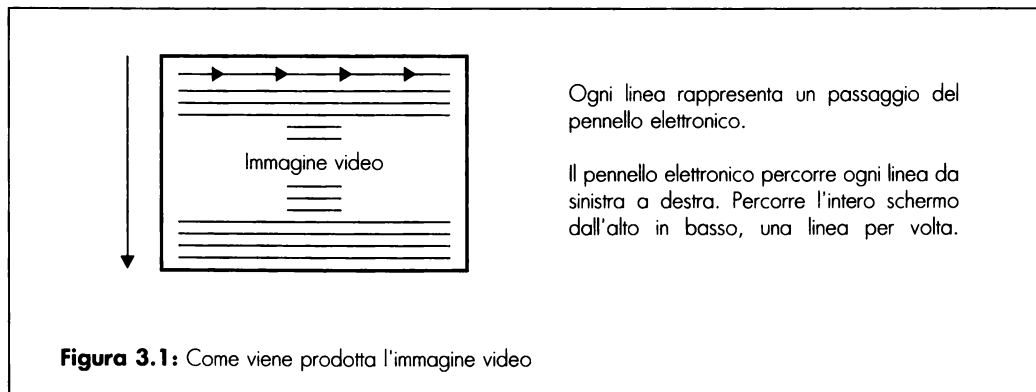 Immagine video
Ogni linea rappresenta un passaggio del
pennello elettronico.
Il pennello elettronico percorre ogni linea da
sinistra a destra. Percorre l'intero schermo
dall'alto in basso, una linea per volta.
Figura 3.1: Come viene prodotta l'immagine video